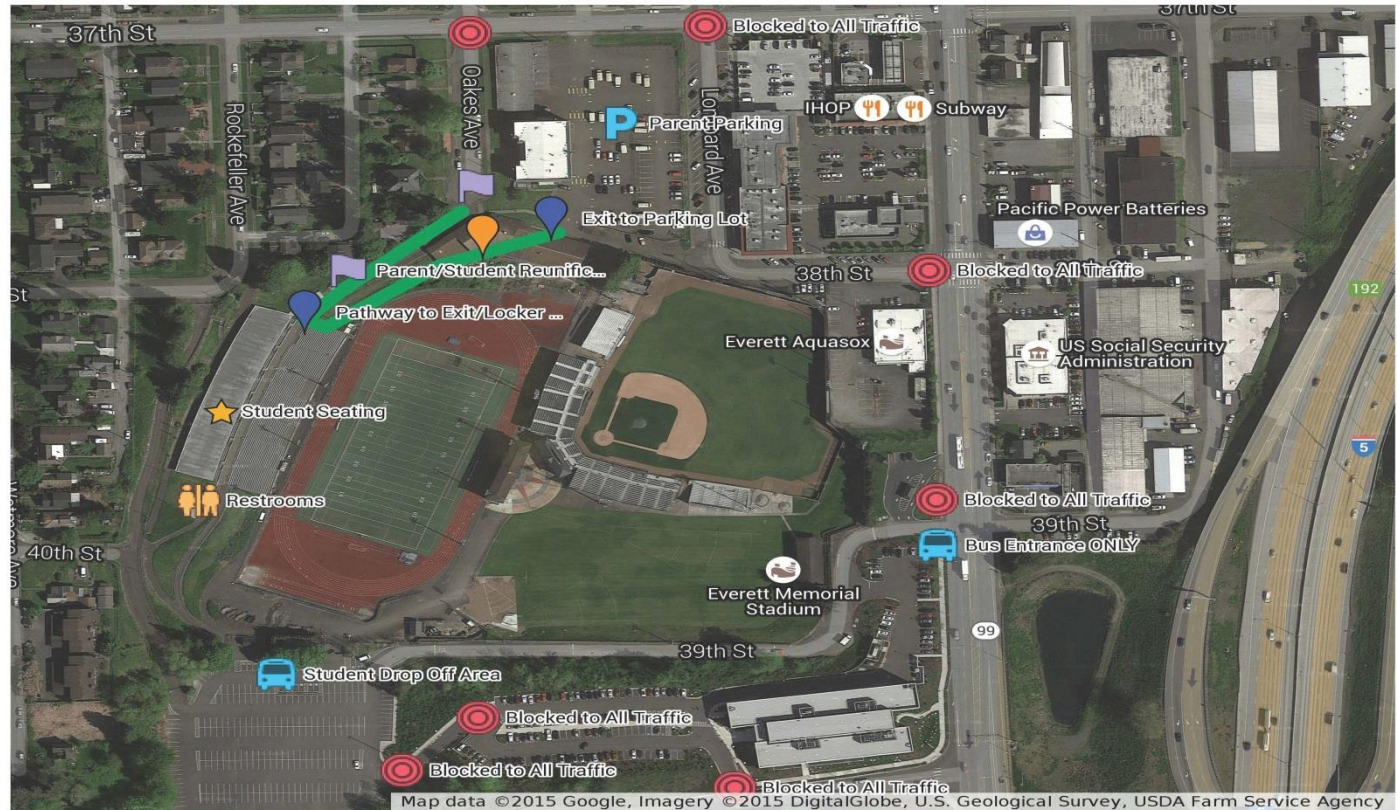 37th St
37th St
Blocked to All Traffic
Oakes Ave
Rockefeller Ave
IHOP
Subway
Parent Parking
Pacific Power Batteries
Exit to Parking Lot
Parent/Student Reunific...
38th St
Blocked to All Traffic
St
192
Pathway to Exit/Locker ...
Everett Aquasox
US Social Security
Administration
Student Seating
5
Restrooms
Blocked to All Traffic
39th St
40th St
Bus Entrance ONLY
Everett Memorial
Stadium
99
39th St
Student Drop Off Area
Blocked to All Traffic
Blocked to All Traffic
Blocked to All Traffic
Map data ©2015 Google, Imagery ©2015 DigitalGlobe, U.S. Geological Survey, USDA Farm Service Agency